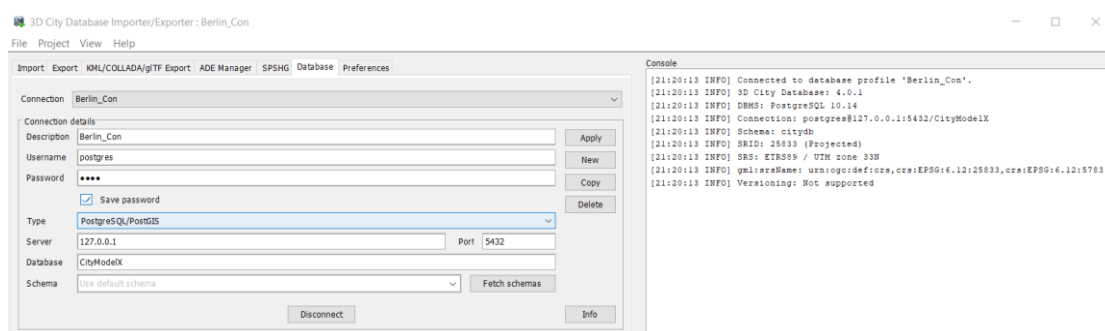 3D City Database Importer/Exporter : Berlin_Con
File Project View Help
Import Export KML/COLLADA/glTF Export ADE Manager SPSHG Database Preferences
Connection Berlin_Con
Connection details
Description Berlin_Con Apply
Username postgres New
Password •••• Copy
Save password Delete
Type PostgreSQL/PostGIS
Server 127.0.0.1 Port 5432
Database CityModelX
Schema Use default schema Fetch schemas
Disconnect Info
Console
[21:20:13 INFO] Connected to database profile 'Berlin_Con'.
[21:20:13 INFO] 3D City Database: 4.0.1
[21:20:13 INFO] DBMS: PostgreSQL 10.14
[21:20:13 INFO] Connection: postgres@127.0.0.1:5432/CityModelX
[21:20:13 INFO] Schema: citydb
[21:20:13 INFO] SRID: 25833 (Projected)
[21:20:13 INFO] SRS: ETRS89 / UTM zone 33N
[21:20:13 INFO] gml:srsName: urn:ogc:def:crs,crs:EPSG:6.12:25833,crs:EPSG:6.12:5783
[21:20:13 INFO] Versioning: Not supported